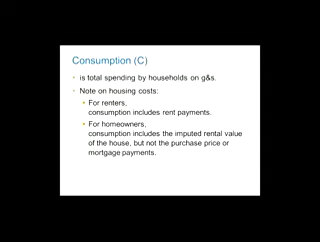 Consumption (C)
is total spending by households on g&s.
Note on housing costs:
For renters,
consumption includes rent payments.
For homeowners,
consumption includes the imputed rental value
of the house, but not the purchase price or
mortgage payments.